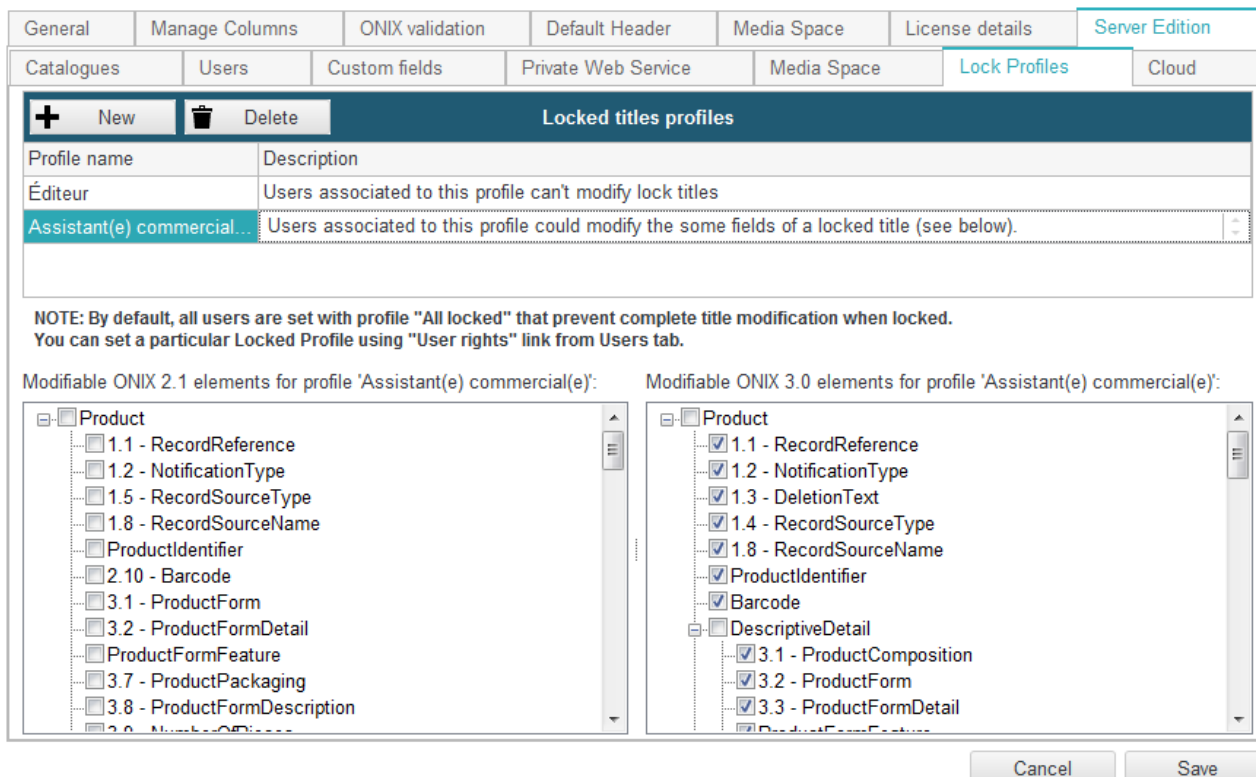 General Manage Columns ONIX validation Default Header Media Space License details Server Edition
Catalogues Users Custom fields Private Web Service Media Space Lock Profiles Cloud
New Delete Locked titles profiles
Profile name Description
Éditeur Users associated to this profile can't modify lock titles
Assistant(e) commercial... Users associated to this profile could modify the some fields of a locked title (see below).
NOTE: By default, all users are set with profile "All locked" that prevent complete title modification when locked.
You can set a particular Locked Profile using "User rights" link from Users tab.
Modifiable ONIX 2.1 elements for profile 'Assistant(e) commercial(e)':
Product
1.1 - RecordReference
1.2 - NotificationType
1.5 - RecordSourceType
1.8 - RecordSourceName
ProductIdentifier
2.10 - Barcode
3.1 - ProductForm
3.2 - ProductFormDetail
ProductFormFeature
3.7 - ProductPackaging
3.8 - ProductFormDescription
3.9 - NumberOfPieces
Modifiable ONIX 3.0 elements for profile 'Assistant(e) commercial(e)':
Product
1.1 - RecordReference
1.2 - NotificationType
1.3 - DeletionText
1.4 - RecordSourceType
1.8 - RecordSourceName
ProductIdentifier
Barcode
DescriptiveDetail
3.1 - ProductComposition
3.2 - ProductForm
3.3 - ProductFormDetail
ProductFormFeature
Cancel Save